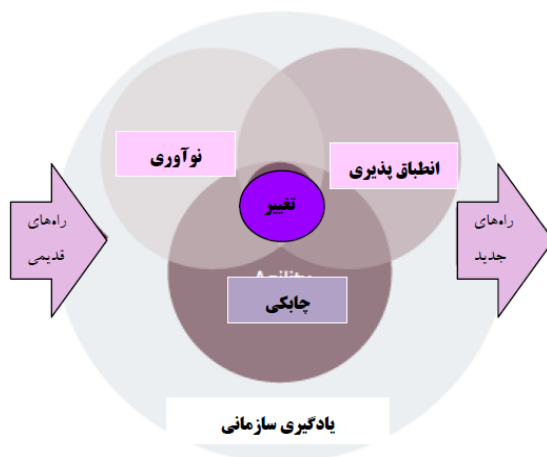 نوآوری
انطباق پذیری
تغییر
راه‌های
قدیمی
راه‌های
جدید
چابکی
یادگیری سازمانی